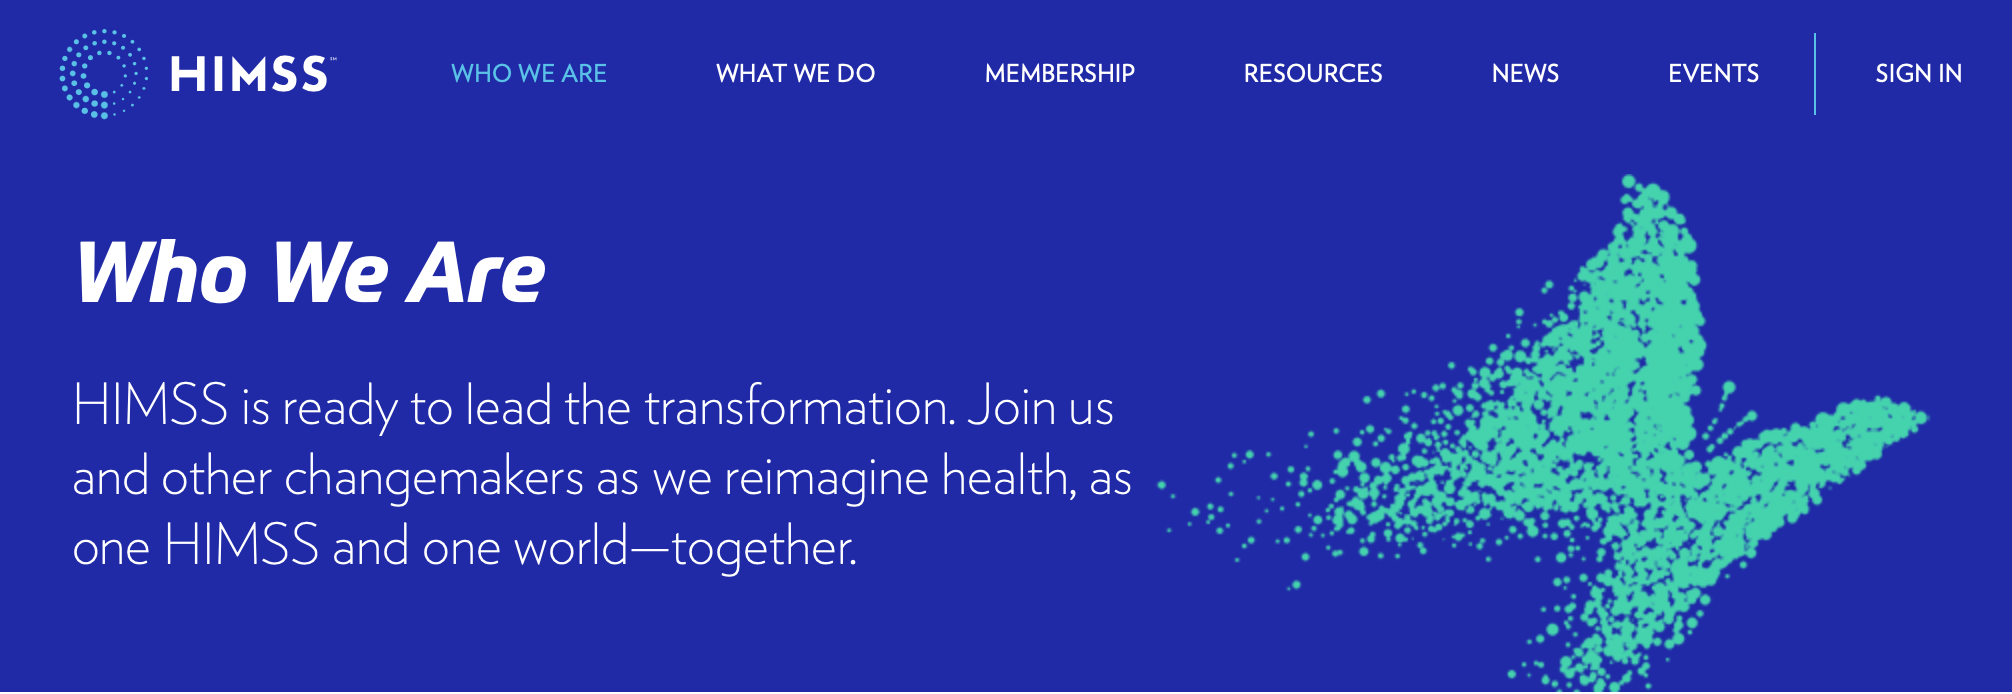 HIMSS™
WHO WE ARE
WHAT WE DO
MEMBERSHIP
RESOURCES
NEWS
EVENTS
SIGN IN
Who We Are
HIMSS is ready to lead the transformation. Join us
and other changemakers as we reimagine health, as
one HIMSS and one world—together.